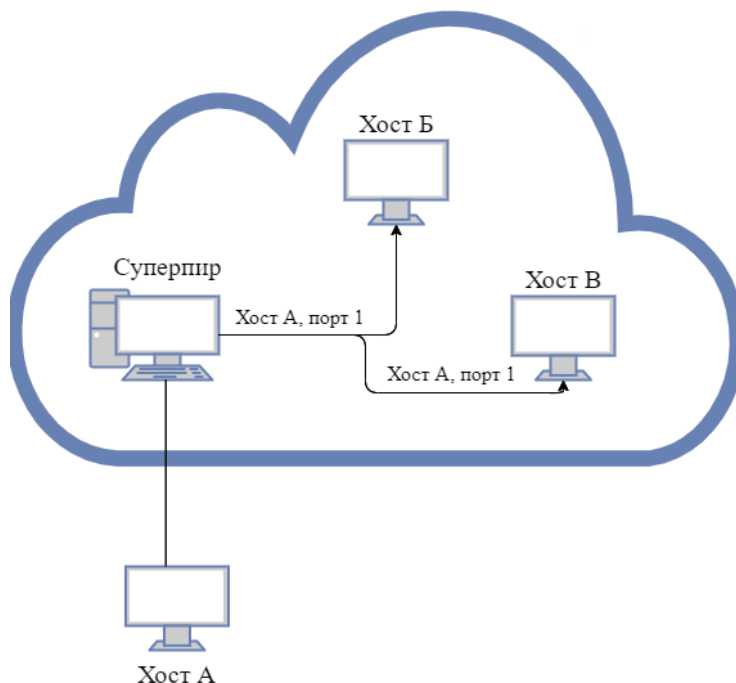 Хост Б
Суперпир
Хост В
Хост А, порт 1
Хост А, порт 1
Хост А